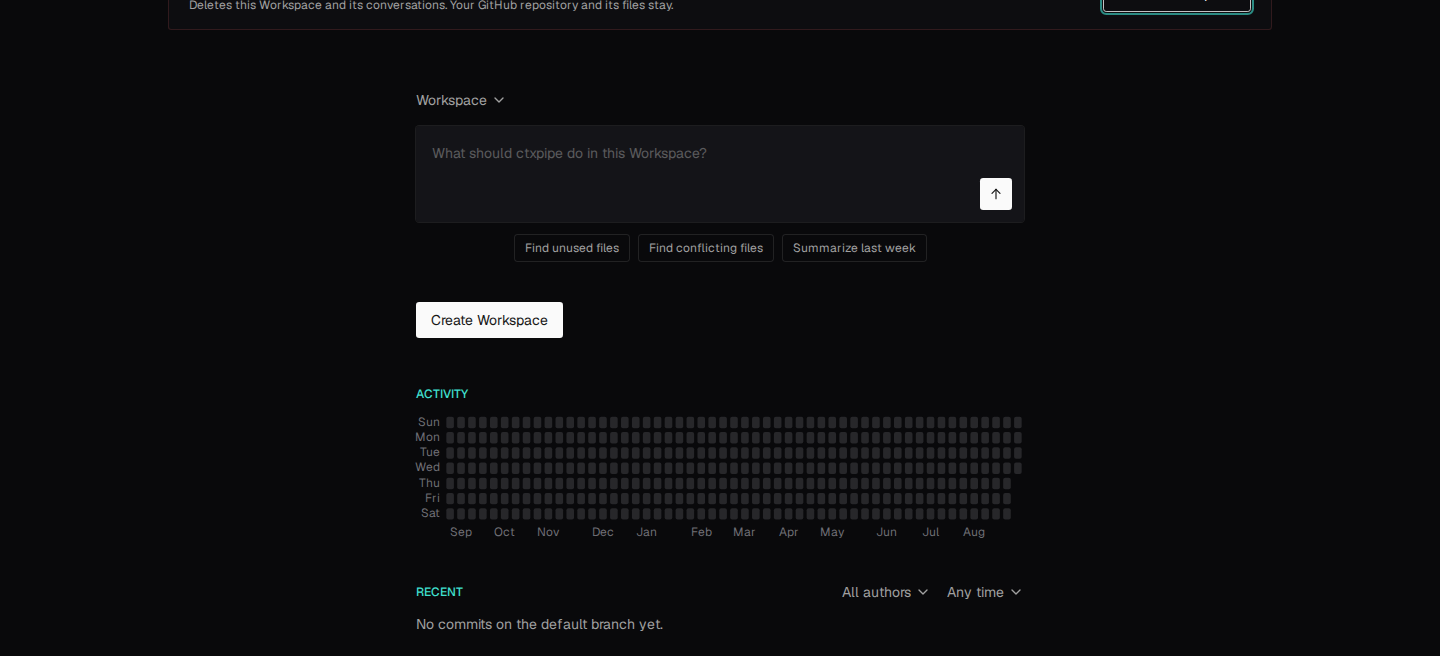 Deletes this Workspace and its conversations. Your GitHub repository and its files stay.
Workspace
What should ctxpipe do in this Workspace?
Find unused files
Find conflicting files
Summarize last week
Create Workspace
ACTIVITY
Sun
Mon
Tue
Wed
Thu
Fri
Sat
Sep Oct Nov Dec Jan Feb Mar Apr May Jun Jul Aug
RECENT
All authors
Any time
No commits on the default branch yet.